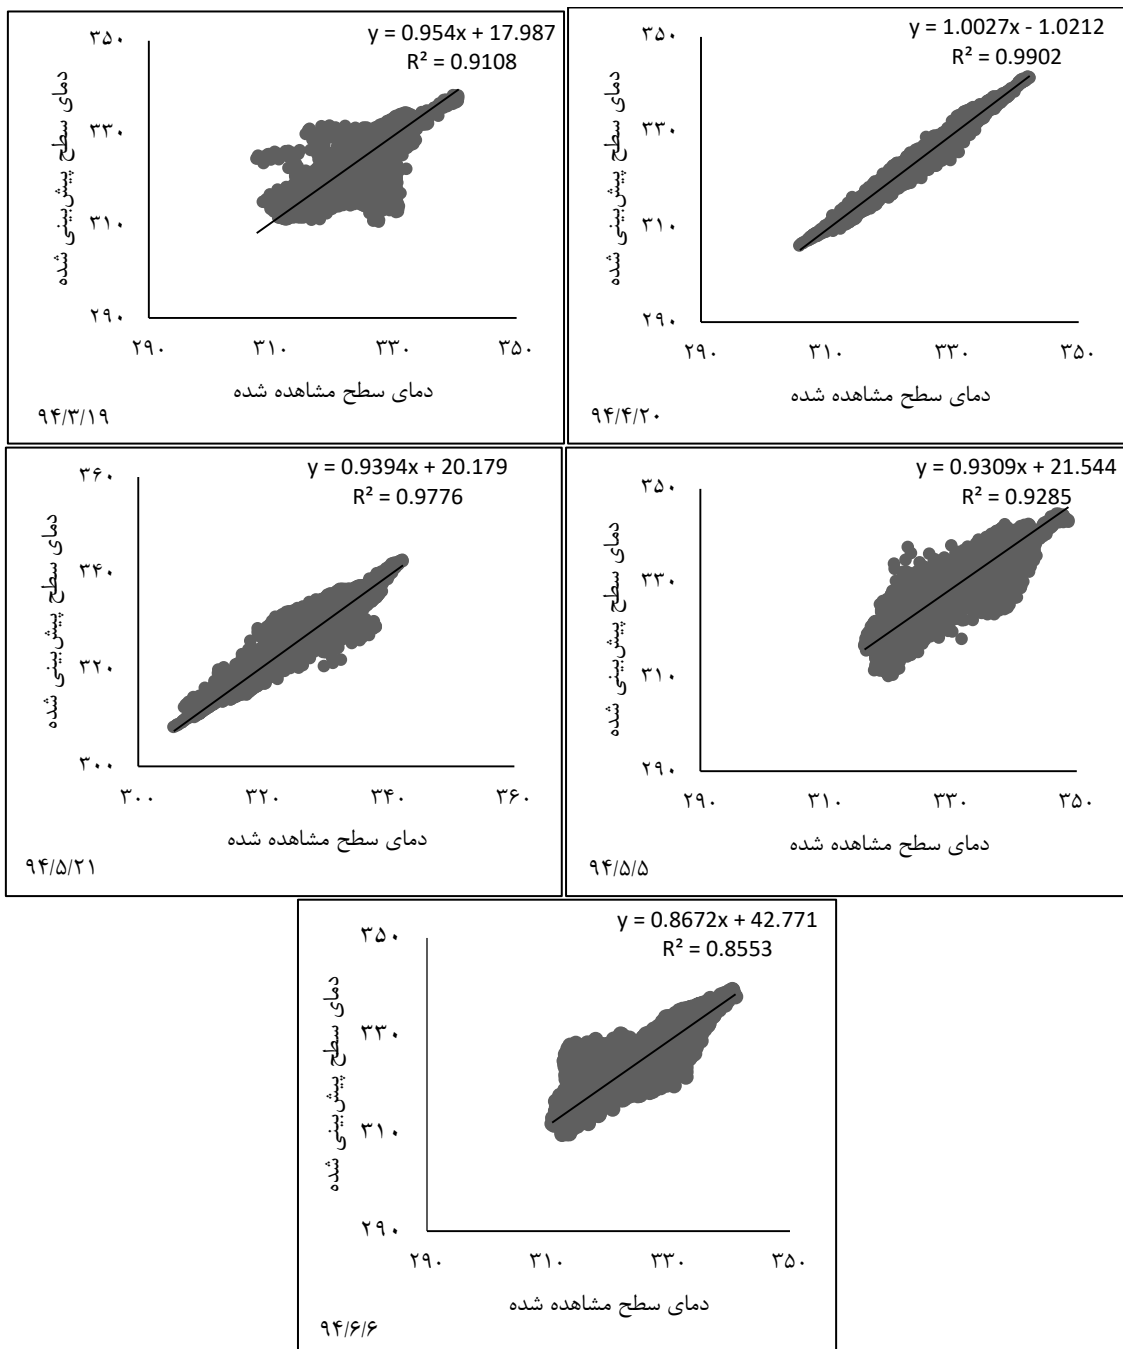 y = 0.954x + 17.987
R² = 0.9108
۳۵۰
۳۳۰
۳۱۰
۲۹۰
دمای سطح پیش‌بینی شده
۲۹۰ ۳۱۰ ۳۳۰ ۳۵۰
دمای سطح مشاهده شده
۹۴/۳/۱۹
y = 1.0027x - 1.0212
R² = 0.9902
۳۵۰
۳۳۰
۳۱۰
۲۹۰
دمای سطح پیش‌بینی شده
۲۹۰ ۳۱۰ ۳۳۰ ۳۵۰
دمای سطح مشاهده شده
۹۴/۴/۲۰
y = 0.9394x + 20.179
R² = 0.9776
۳۶۰
۳۴۰
۳۲۰
۳۰۰
دمای سطح پیش‌بینی شده
۳۰۰ ۳۲۰ ۳۴۰ ۳۶۰
دمای سطح مشاهده شده
۹۴/۵/۲۱
y = 0.9309x + 21.544
R² = 0.9285
۳۵۰
۳۳۰
۳۱۰
۲۹۰
دمای سطح پیش‌بینی شده
۲۹۰ ۳۱۰ ۳۳۰ ۳۵۰
دمای سطح مشاهده شده
۹۴/۵/۵
y = 0.8672x + 42.771
R² = 0.8553
۳۵۰
۳۳۰
۳۱۰
۲۹۰
دمای سطح پیش‌بینی شده
۲۹۰ ۳۱۰ ۳۳۰ ۳۵۰
دمای سطح مشاهده شده
۹۴/۶/۶